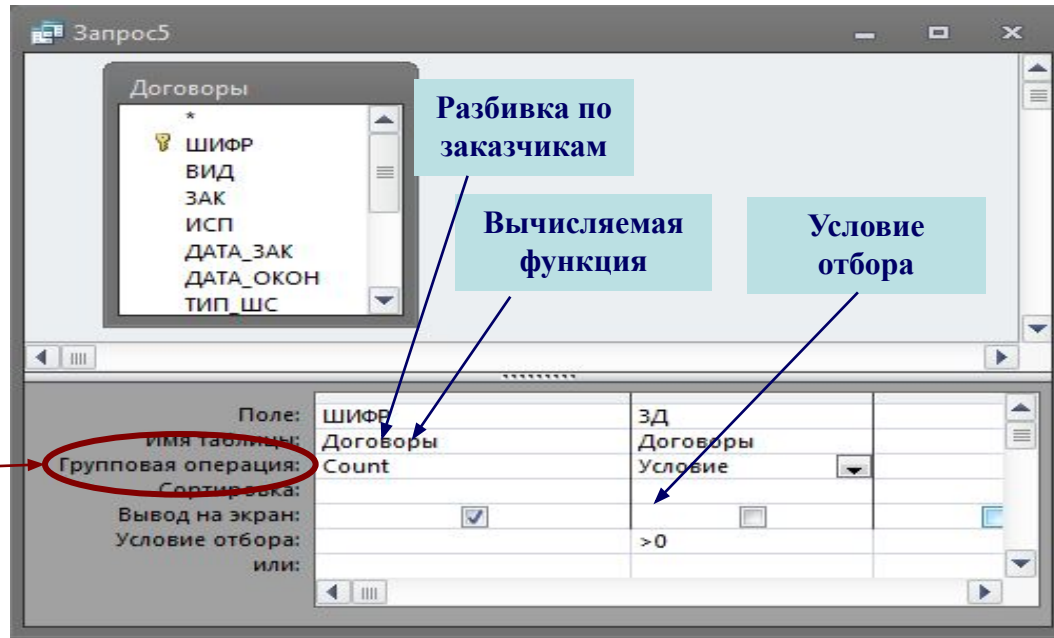 Запрос5
Договоры
*
ШИФР
ВИД
ЗАК
ИСП
ДАТА_ЗАК
ДАТА_ОКОН
ТИП_ШС
Разбивка по
заказчикам
Вычисляемая
функция
Условие
отбора
Поле: ШИФР ЗД
Имя таблицы: Договоры Договоры
Групповая операция: Count Условие
Сортировка:
Вывод на экран:
Условие отбора: >0
или: